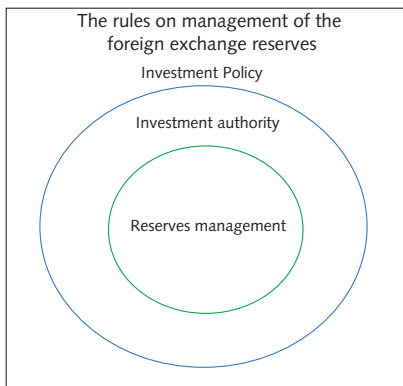 The rules on management of the
foreign exchange reserves
Investment Policy
Investment authority
Reserves management